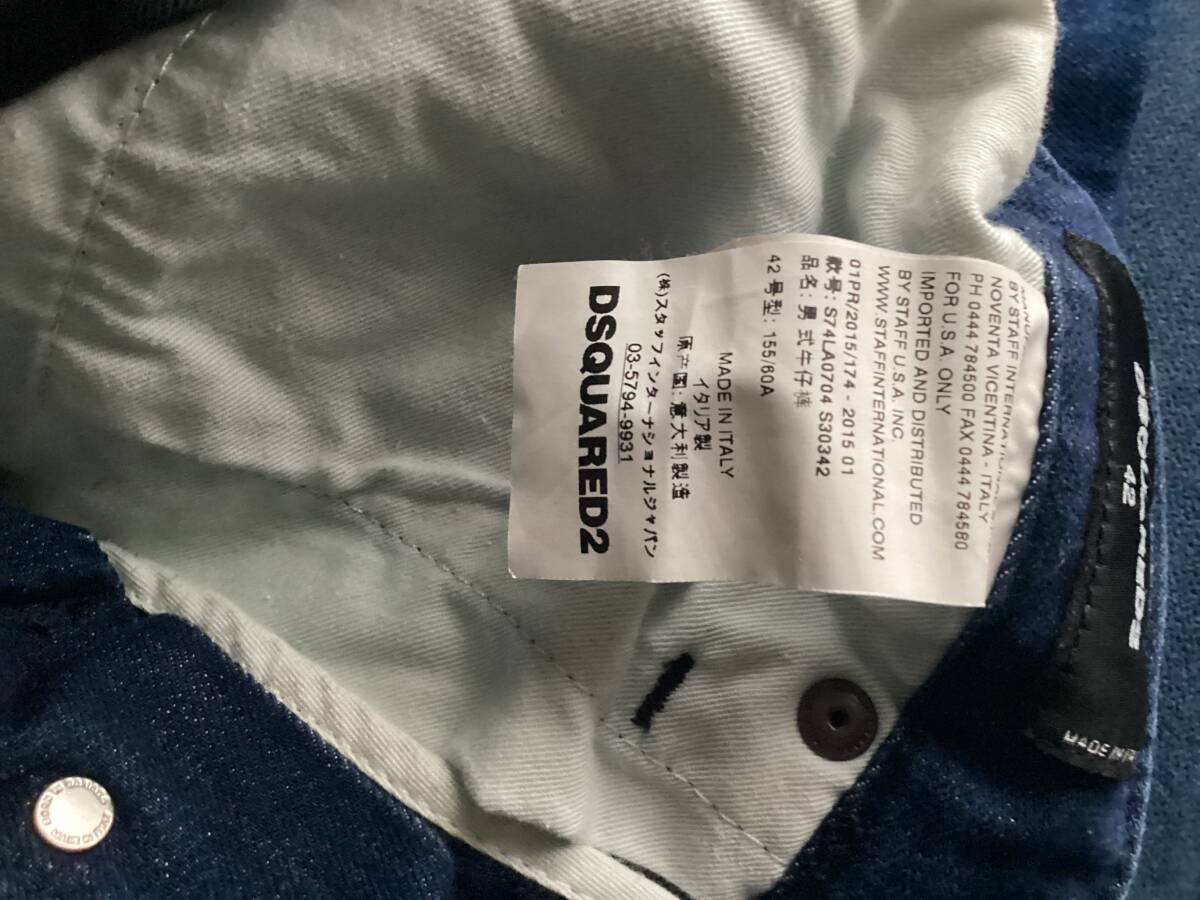 BY STAFF INTERNATIONAL
NOVENTA VICENTINA - ITALY
PH 0444 784500 FAX 0444 784580
FOR U.S.A. ONLY
IMPORTED AND DISTRIBUTED
BY STAFF U.S.A. INC.
WWW.STAFFINTERNATIONAL.COM
01PR/2015/174 - 2015 01
款号: S74LA0704 S30342
品名: 男式牛仔裤
42 号型: 155/60A
MADE IN ITALY
イタリア製
原产国: 意大利製造
(株)スタッフインターナショナルジャパン
03-5794-9931
DSQUARED2
DSQUARED2
42
MADE IN